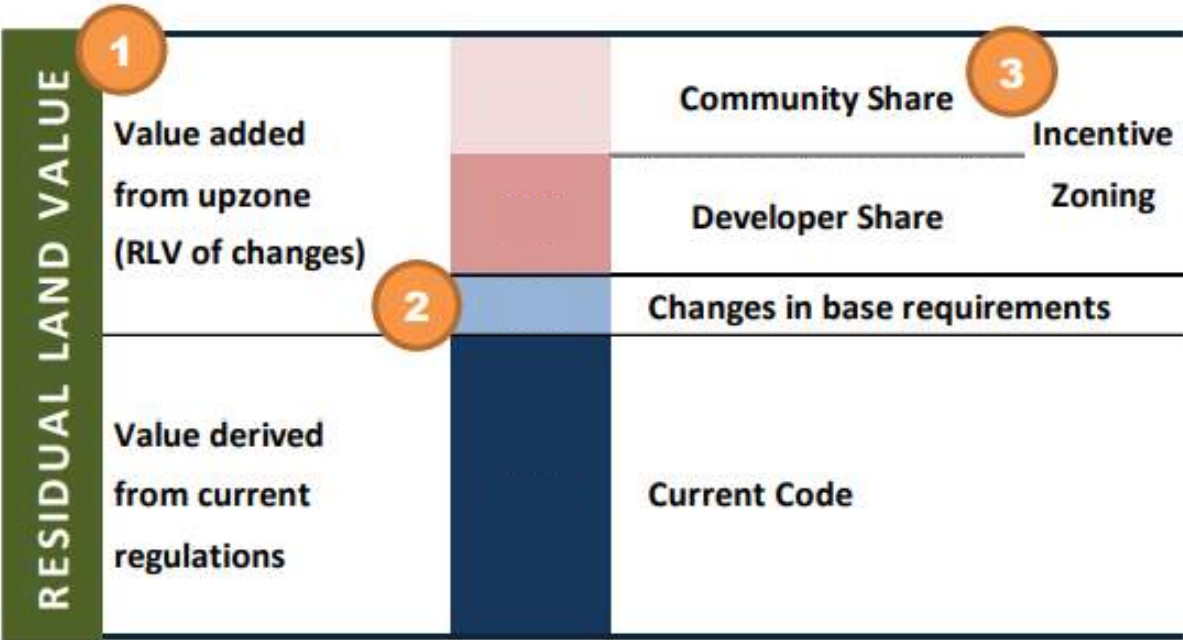 RESIDUAL LAND VALUE
1
Value added
from upzone
(RLV of changes)
Community Share
3
Incentive
Zoning
Developer Share
2
Changes in base requirements
Value derived
from current
regulations
Current Code